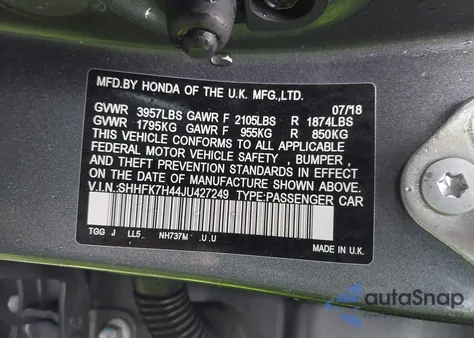 MFD.BY HONDA OF THE U.K. MFG.,LTD.
07/18
GVWR 3957LBS GAWR F 2105LBS R 1874LBS
GVWR 1795KG GAWR F 955KG R 850KG
THIS VEHICLE CONFORMS TO ALL APPLICABLE
FEDERAL MOTOR VEHICLE SAFETY , BUMPER ,
AND THEFT PREVENTION STANDARDS IN EFFECT
ON THE DATE OF MANUFACTURE SHOWN ABOVE.
V.I.N.:SHHFK7H44JU427249 TYPE:PASSENGER CAR
TGG J LL5 NH737M .U.U
MADE IN U.K.
autoSnap